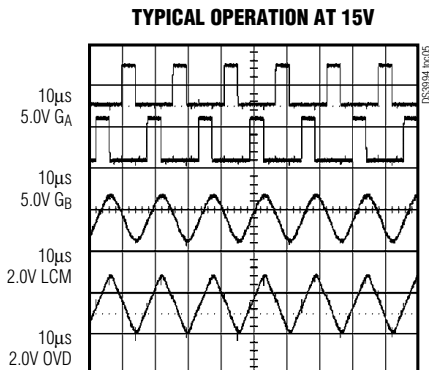 TYPICAL OPERATION AT 15V
DS3994 toc05
10µs
5.0V GA
10µs
5.0V GB
10µs
2.0V LCM
10µs
2.0V OVD